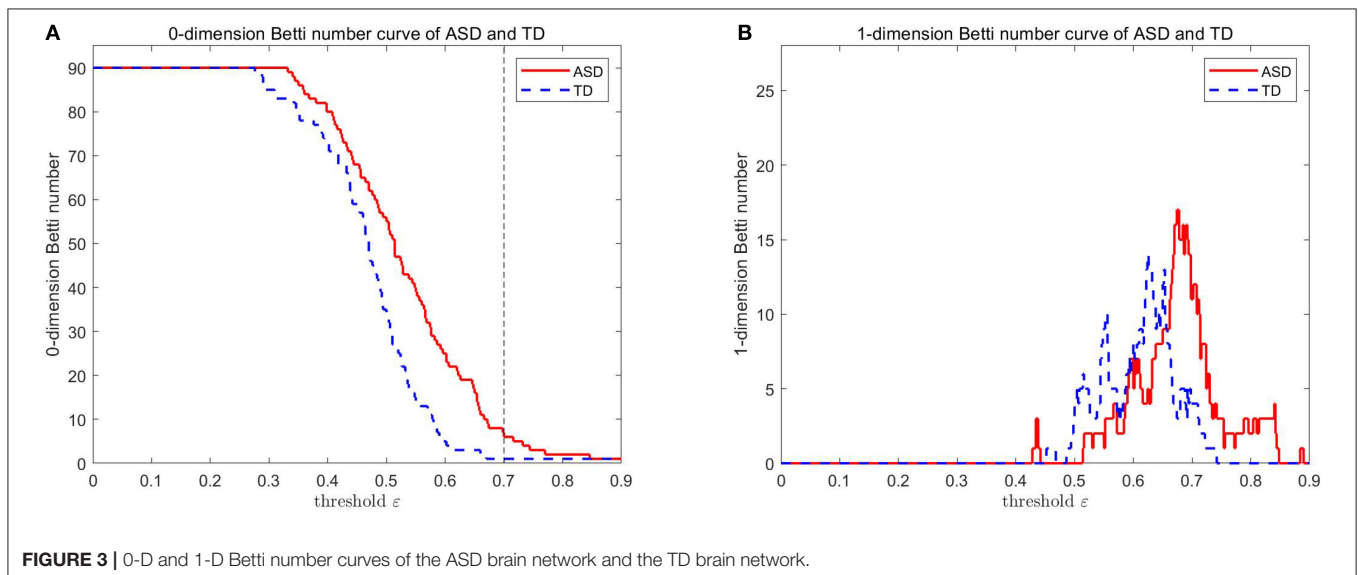 A
0-dimension Betti number curve of ASD and TD
90
80
70
60
50
40
30
20
10
0
0-dimension Betti number
ASD
TD
0 0.1 0.2 0.3 0.4 0.5 0.6 0.7 0.8 0.9
threshold ε
B
1-dimension Betti number curve of ASD and TD
25
20
15
10
5
0
1-dimension Betti number
ASD
TD
0 0.1 0.2 0.3 0.4 0.5 0.6 0.7 0.8 0.9
threshold ε
FIGURE 3 | 0-D and 1-D Betti number curves of the ASD brain network and the TD brain network.